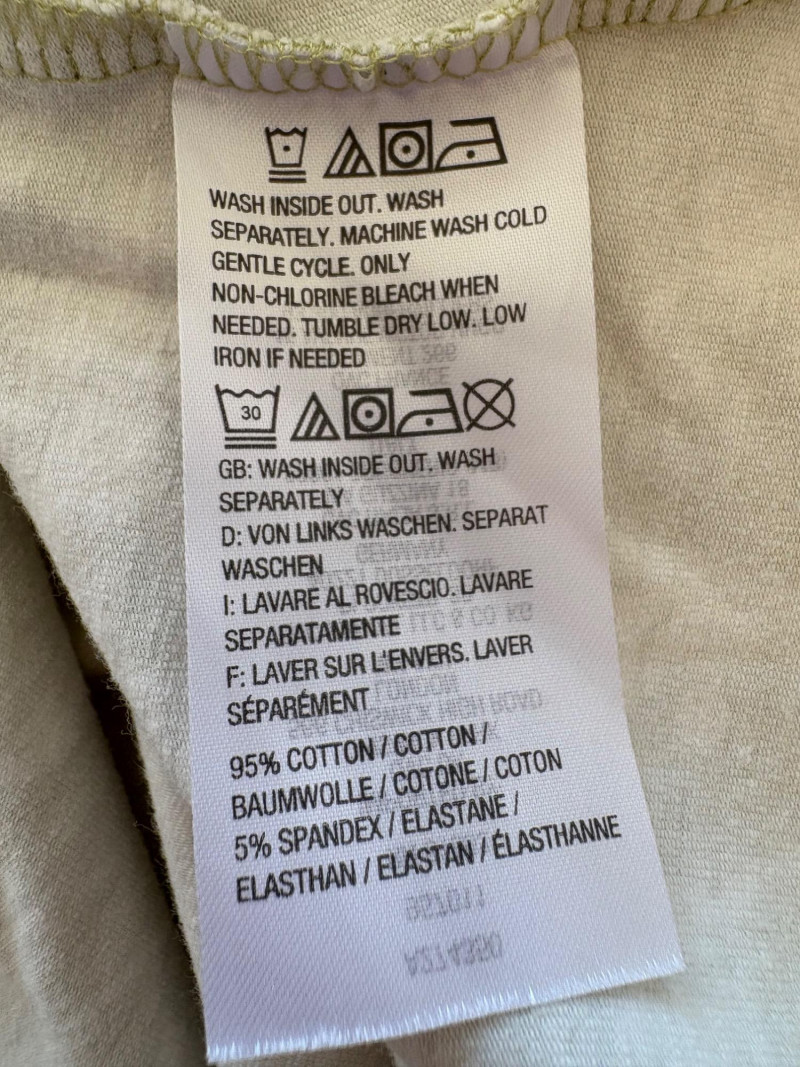 WASH INSIDE OUT. WASH
SEPARATELY. MACHINE WASH COLD
GENTLE CYCLE. ONLY
NON-CHLORINE BLEACH WHEN
NEEDED. TUMBLE DRY LOW. LOW
IRON IF NEEDED
30
GB: WASH INSIDE OUT. WASH
SEPARATELY
D: VON LINKS WASCHEN. SEPARAT
WASCHEN
I: LAVARE AL ROVESCIO. LAVARE
SEPARATAMENTE
F: LAVER SUR L'ENVERS. LAVER
SÉPARÉMENT
95% COTTON / COTTON /
BAUMWOLLE / COTONE / COTON
5% SPANDEX / ELASTANE /
ELASTHAN / ELASTAN / ÉLASTHANNE